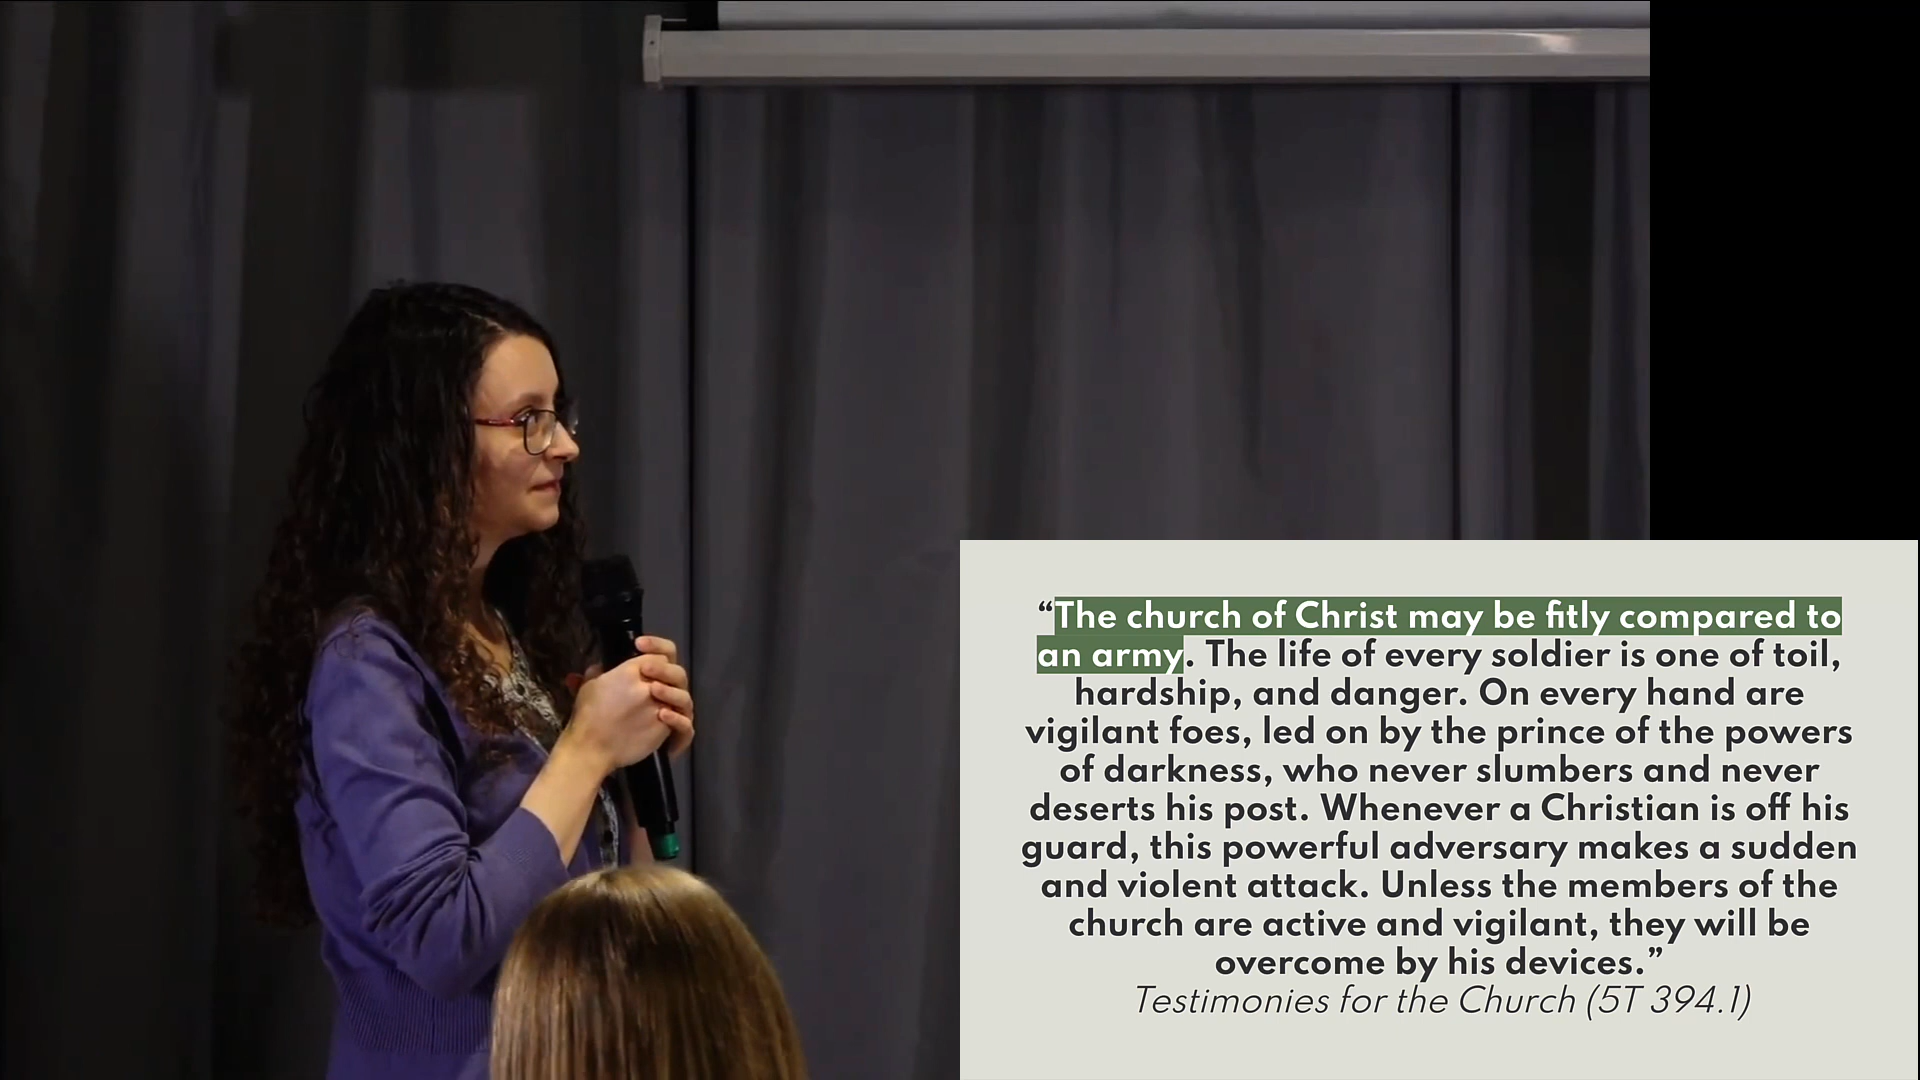 “The church of Christ may be fitly compared to
an army. The life of every soldier is one of toil,
hardship, and danger. On every hand are
vigilant foes, led on by the prince of the powers
of darkness, who never slumbers and never
deserts his post. Whenever a Christian is off his
guard, this powerful adversary makes a sudden
and violent attack. Unless the members of the
church are active and vigilant, they will be
overcome by his devices.”
Testimonies for the Church (5T 394.1)